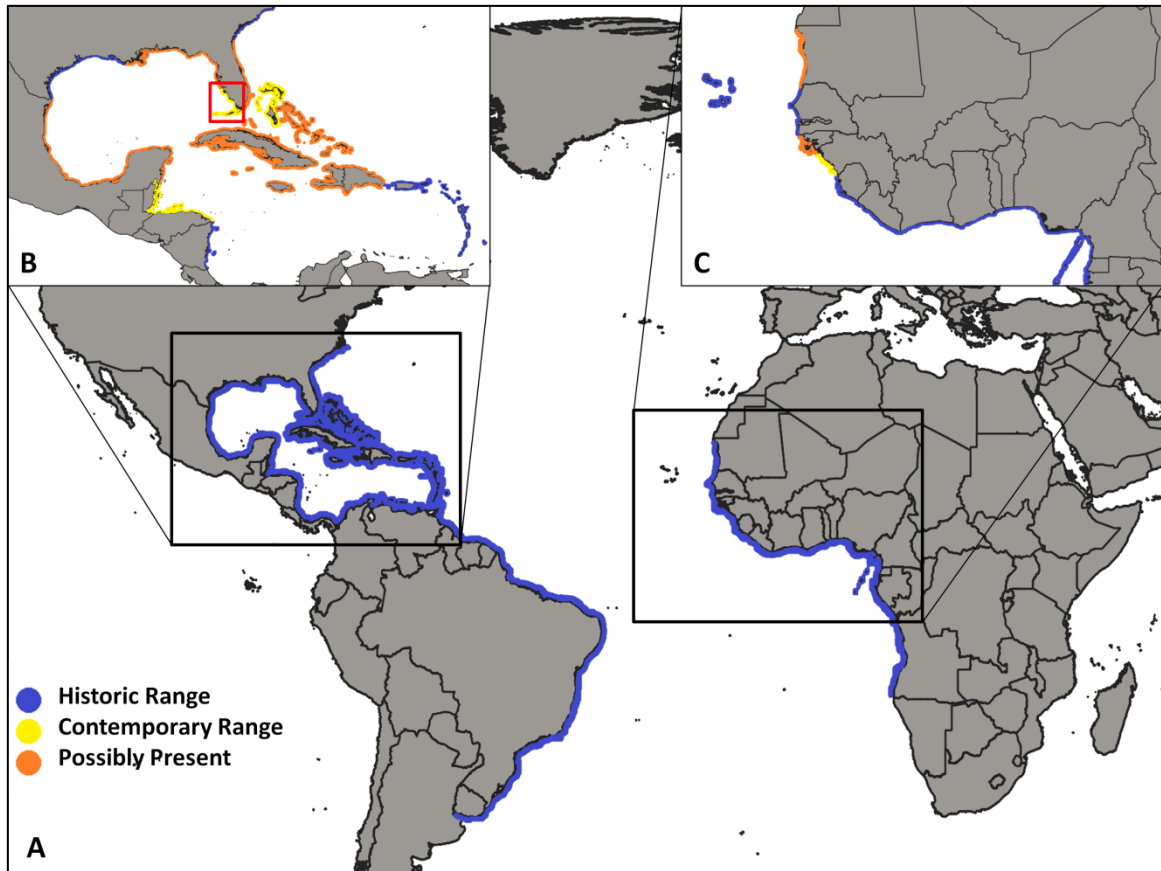 B
C
Historic Range
Contemporary Range
Possibly Present
A